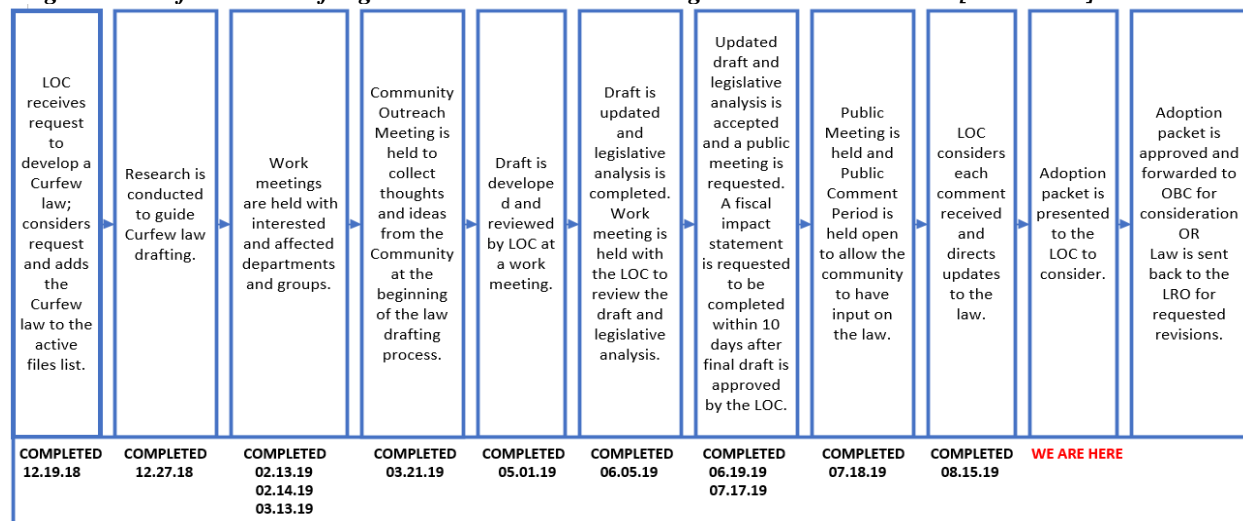 LOC
receives
request
to
develop a
Curfew
law;
considers
request
and adds
the
Curfew
law to the
active
files list.
Research is
conducted
to guide
Curfew law
drafting.
Work
meetings
are held with
interested
and affected
departments
and groups.
Community
Outreach
Meeting is
held to
collect
thoughts
and ideas
from the
Community
at the
beginning
of the law
drafting
process.
Draft is
develope
d and
reviewed
by LOC at
a work
meeting.
Draft is
updated
and
legislative
analysis is
completed.
Work
meeting is
held with
the LOC to
review the
draft and
legislative
analysis.
Updated
draft and
legislative
analysis is
accepted
and a public
meeting is
requested.
A fiscal
impact
statement
is requested
to be
completed
within 10
days after
final draft is
approved
by the LOC.
Public
Meeting is
held and
Public
Comment
Period is
held open
to allow the
community
to have
input on
the law.
LOC
considers
each
comment
received
and
directs
updates
to the
law.
Adoption
packet is
presented
to the
LOC to
consider.
Adoption
packet is
approved and
forwarded to
OBC for
consideration
OR
Law is sent
back to the
LRO for
requested
revisions.
COMPLETED
12.19.18
COMPLETED
12.27.18
COMPLETED
02.13.19
02.14.19
03.13.19
COMPLETED
03.21.19
COMPLETED
05.01.19
COMPLETED
06.05.19
COMPLETED
06.19.19
07.17.19
COMPLETED
07.18.19
COMPLETED
08.15.19
WE ARE HERE